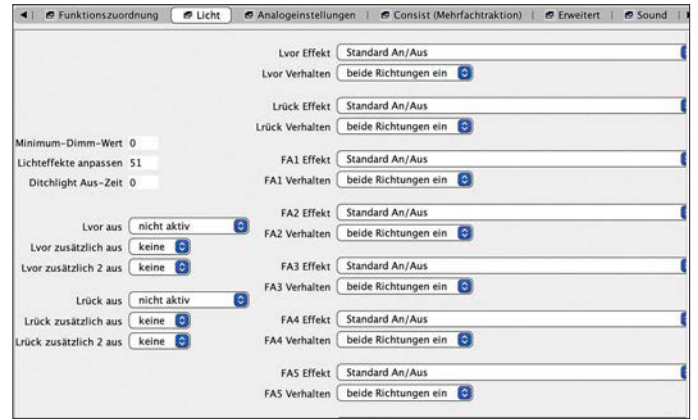 Funktionszuordnung | Licht | Analogeinstellungen | Consist (Mehrfachtraktion) | Erweitert | Sound
Minimum-Dimm-Wert 0
Lichteffekte anpassen 51
Ditchlight Aus-Zeit 0
Lvor aus nicht aktiv
Lvor zusätzlich aus keine
Lvor zusätzlich 2 aus keine
Lrück aus nicht aktiv
Lrück zusätzlich aus keine
Lrück zusätzlich 2 aus keine
Lvor Effekt Standard An/Aus
Lvor Verhalten beide Richtungen ein
Lrück Effekt Standard An/Aus
Lrück Verhalten beide Richtungen ein
FA1 Effekt Standard An/Aus
FA1 Verhalten beide Richtungen ein
FA2 Effekt Standard An/Aus
FA2 Verhalten beide Richtungen ein
FA3 Effekt Standard An/Aus
FA3 Verhalten beide Richtungen ein
FA4 Effekt Standard An/Aus
FA4 Verhalten beide Richtungen ein
FA5 Effekt Standard An/Aus
FA5 Verhalten beide Richtungen ein